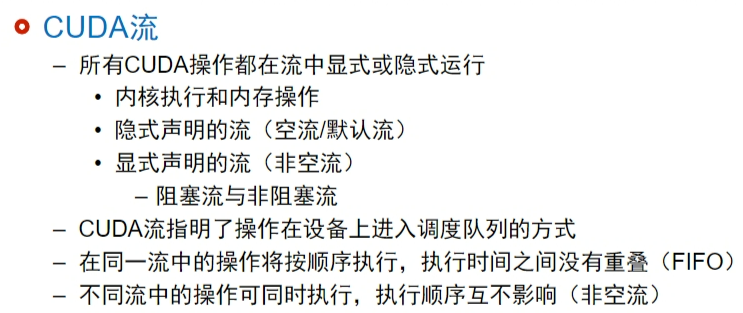 CUDA流
– 所有CUDA操作都在流中显式或隐式运行
• 内核执行和内存操作
• 隐式声明的流（空流/默认流）
• 显式声明的流（非空流）
– 阻塞流与非阻塞流
– CUDA流指明了操作在设备上进入调度队列的方式
– 在同一流中的操作将按顺序执行，执行时间之间没有重叠（FIFO）
– 不同流中的操作可同时执行，执行顺序互不影响（非空流）